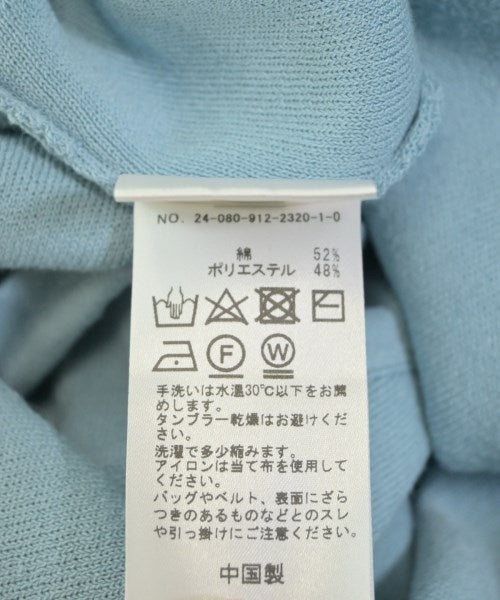 NO. 24-080-912-2320-1-0
綿 52%
ポリエステル 48%
F W
手洗いは水温30℃以下をお薦
めします。
タンブラー乾燥はお避けくだ
さい。
洗濯で多少縮みます。
アイロンは当て布を使用して
ください。
バッグやベルト、表面にざら
つきのあるものなどとのスレ
や引っ掛けにご注意ください。
中国製